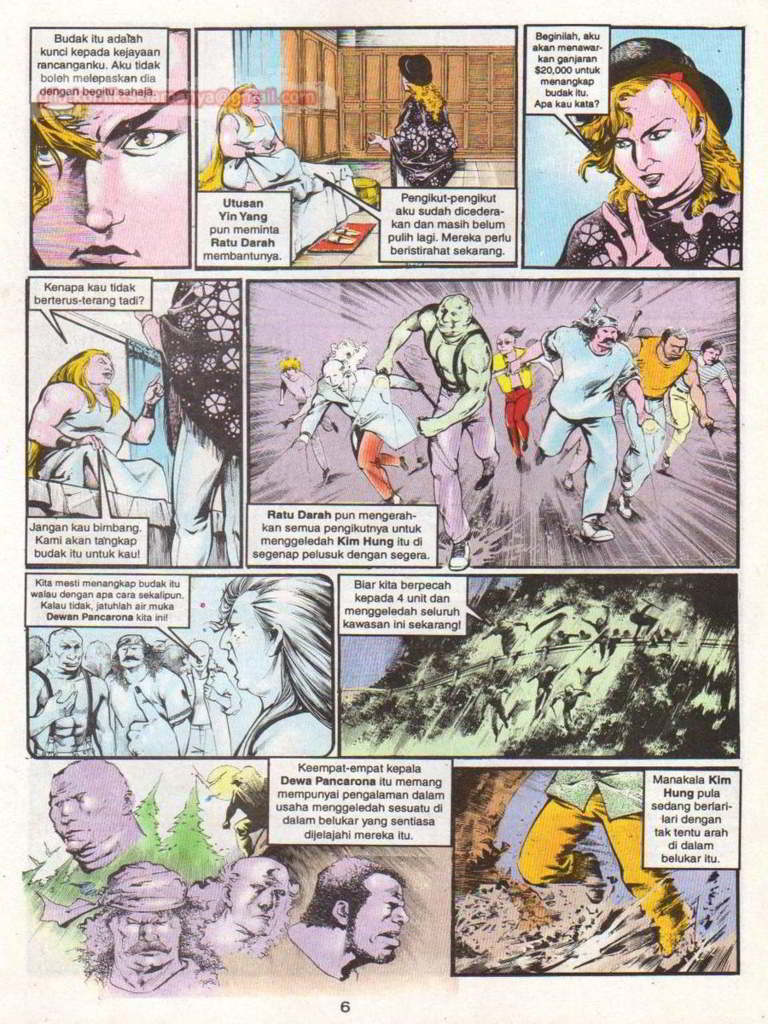 Budak itu adalah
kunci kepada kejayaan
rancanganku. Aku tidak
boleh melepaskan dia
dengan begitu sahaja.
Utusan
Yin Yang
pun meminta
Ratu Darah
membantunya.
Pengikut-pengikut
aku sudah dicedera-
kan dan masih belum
pulih lagi. Mereka perlu
beristirahat sekarang.
Beginilah, aku
akan menawar-
kan ganjaran
$20,000 untuk
menangkap
budak itu.
Apa kau kata?
Kenapa kau tidak
berterus-terang tadi?
Jangan kau bimbang.
Kami akan tangkap
budak itu untuk kau!
Ratu Darah pun mengerah-
kan semua pengikutnya untuk
menggeledah Kim Hung itu di
segenap pelusuk dengan segera.
Kita mesti menangkap budak itu
walau dengan apa cara sekalipun.
Kalau tidak, jatuhlah air muka
Dewan Pancarona kita ini!
Biar kita berpecah
kepada 4 unit dan
menggeledah seluruh
kawasan ini sekarang!
Keempat-empat kepala
Dewa Pancarona itu memang
mempunyai pengalaman dalam
usaha menggeledah sesuatu di
dalam belukar yang sentiasa
dijelajahi mereka itu.
Manakala Kim
Hung pula
sedang berlari-
lari dengan
tak tentu arah
di dalam
belukar itu.
6